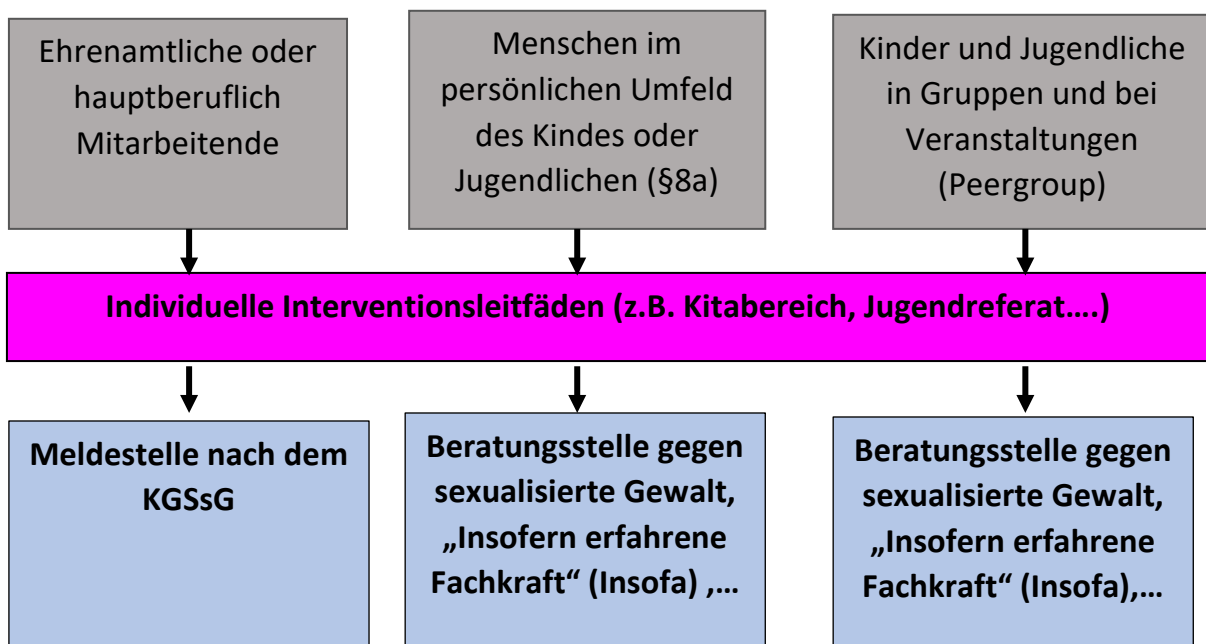 Ehrenamtliche oder
hauptberuflich
Mitarbeitende
Menschen im
persönlichen Umfeld
des Kindes oder
Jugendlichen (§8a)
Kinder und Jugendliche
in Gruppen und bei
Veranstaltungen
(Peergroup)
Individuelle Interventionsleitfäden (z.B. Kitabereich, Jugendreferat….)
Meldestelle nach dem
KGSsG
Beratungsstelle gegen
sexualisierte Gewalt,
„Insofern erfahrene
Fachkraft“ (Insofa) ,…
Beratungsstelle gegen
sexualisierte Gewalt,
„Insofern erfahrene
Fachkraft“ (Insofa),…